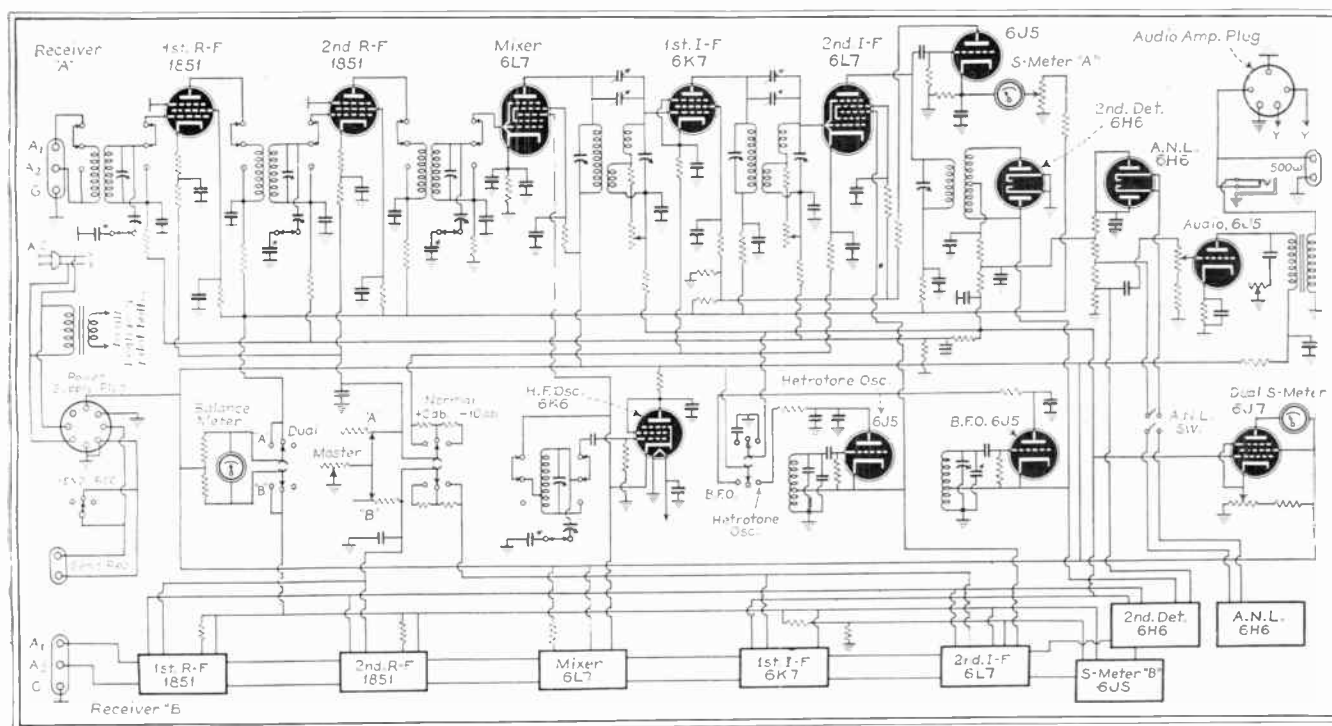 Receiver
"A"
1st. R-F
1851
2nd. R-F
1851
Mixer
6L7
1st. I-F
6K7
2nd. I-F
6L7
6J5
S-Meter "A"
2nd. Det.
6H6
A.N.L.
6H6
Audio Amp. Plug
Y
Y
500ω
Audio, 6J5
A1
A2
G
Power
Supply Plug
Balance
Meter
A
Dual
"B"
"A"
Master
"B"
Normal
H.F. Osc.
6K6
B.F.O.
Hetrotone
Osc.
Hetrotone Osc.
6J5
B.F.O. 6J5
A.N.L.
SW.
Dual S-Meter
6J7
Send Rec
A1
A2
G
Receiver "B
1st. R-F
1851
2nd. R-F
1851
Mixer
6L7
1st. I-F
6K7
2nd. I-F
6L7
S-Meter "B"
6J5
2nd. Det.
6H6
A.N.L.
6H6